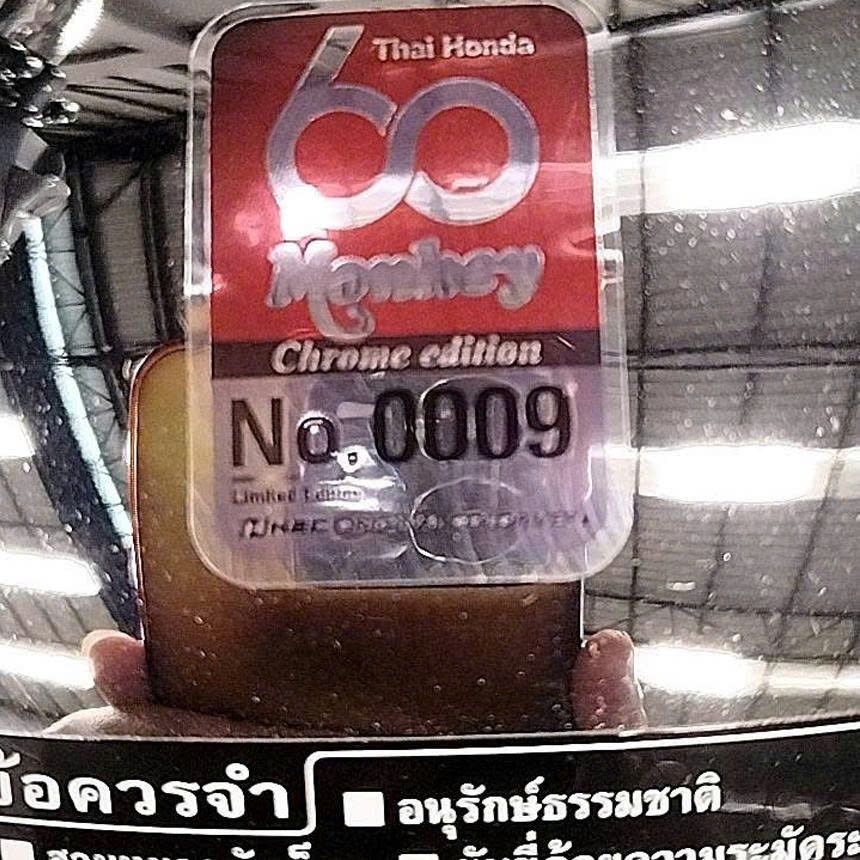 Thai Honda
60
Monkey
Chrome edition
No. 0009
Limited Edition
ข้อควรจำ
อนุรักษ์ธรรมชาติ